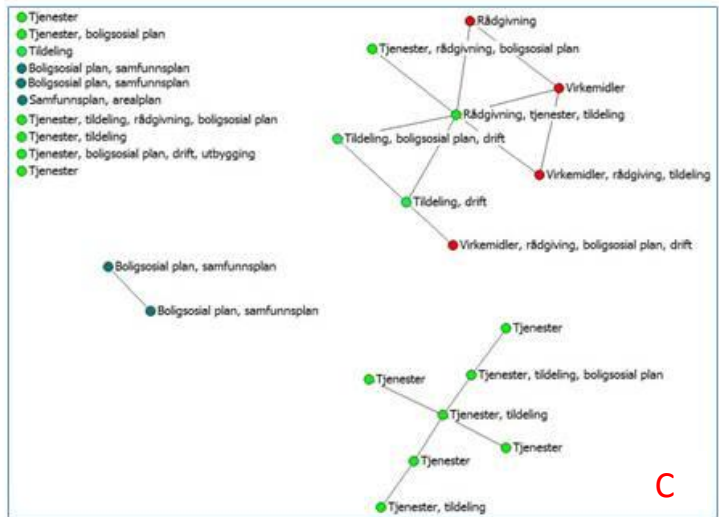 Tjenester
Tjenester, boligsosial plan
Tildeling
Boligsosial plan, samfunnsplan
Boligsosial plan, samfunnsplan
Samfunnsplan, arealplan
Tjenester, tildeling, rådgivning, boligsosial plan
Tjenester, tildeling
Tjenester, boligsosial plan, drift, utbygging
Tjenester
Rådgivning
Tjenester, rådgivning, boligsosial plan
Virkemidler
Rådgivning, tjenester, tildeling
Tildeling, boligsosial plan, drift
Virkemidler, rådgiving, tildeling
Tildeling, drift
Virkemidler, rådgiving, boligsosial plan, drift
Boligsosial plan, samfunnsplan
Boligsosial plan, samfunnsplan
Tjenester
Tjenester, tildeling, boligsosial plan
Tjenester
Tjenester, tildeling
Tjenester
Tjenester
Tjenester, tildeling
C